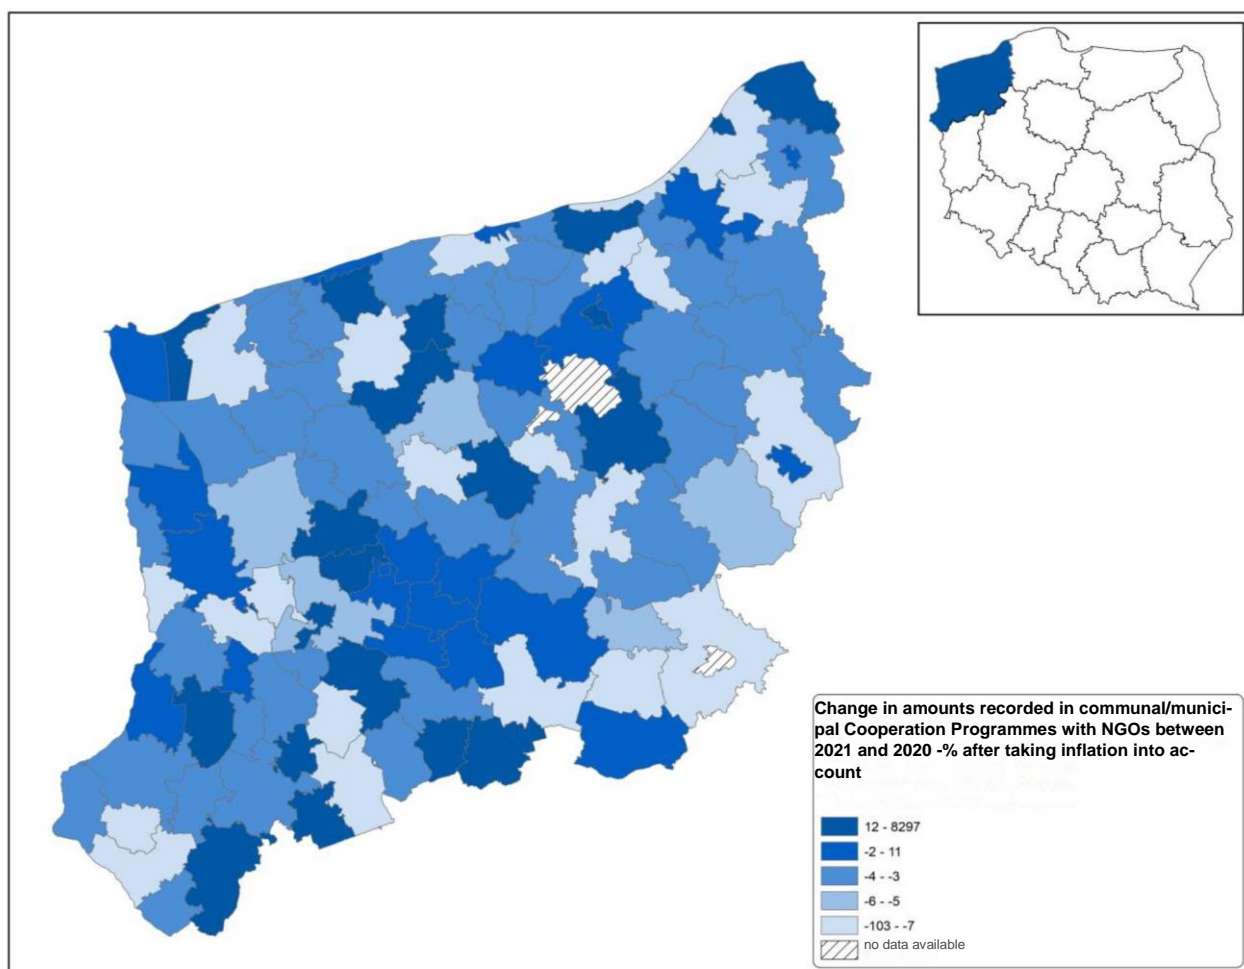 Change in amounts recorded in communal/munici-
pal Cooperation Programmes with NGOs between
2021 and 2020 -% after taking inflation into ac-
count
12 - 8297
-2 - 11
-4 - -3
-6 - -5
-103 - -7
no data available